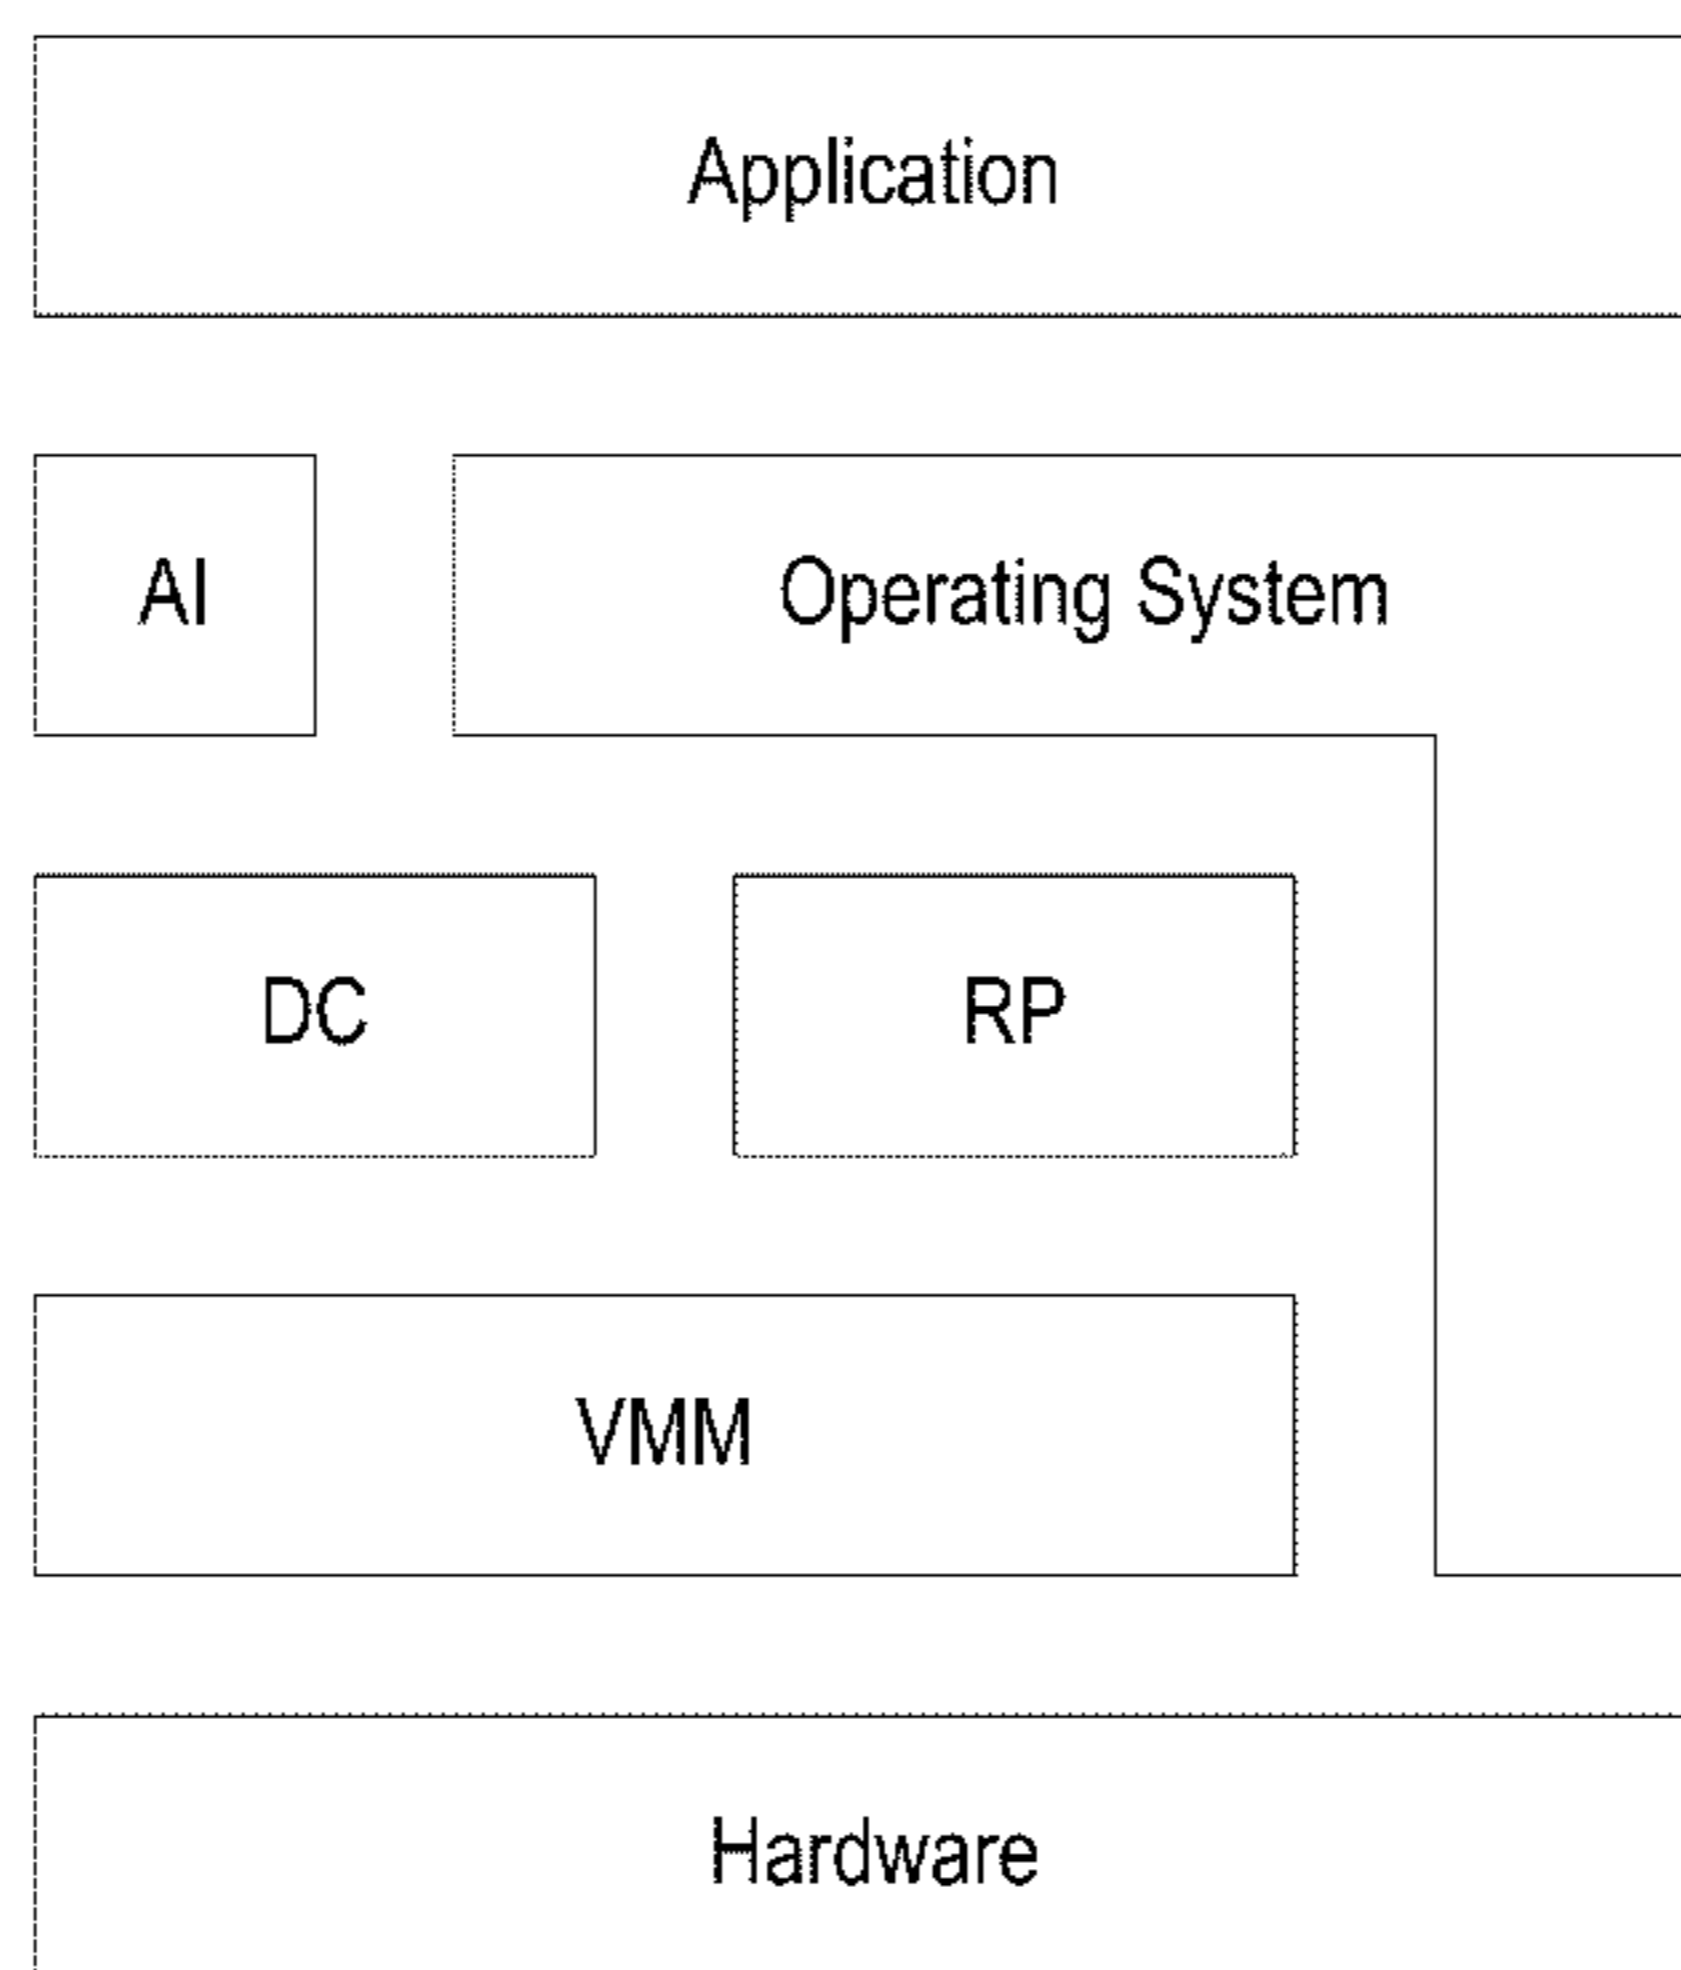 Application
AI
Operating System
DC
RP
VMM
Hardware